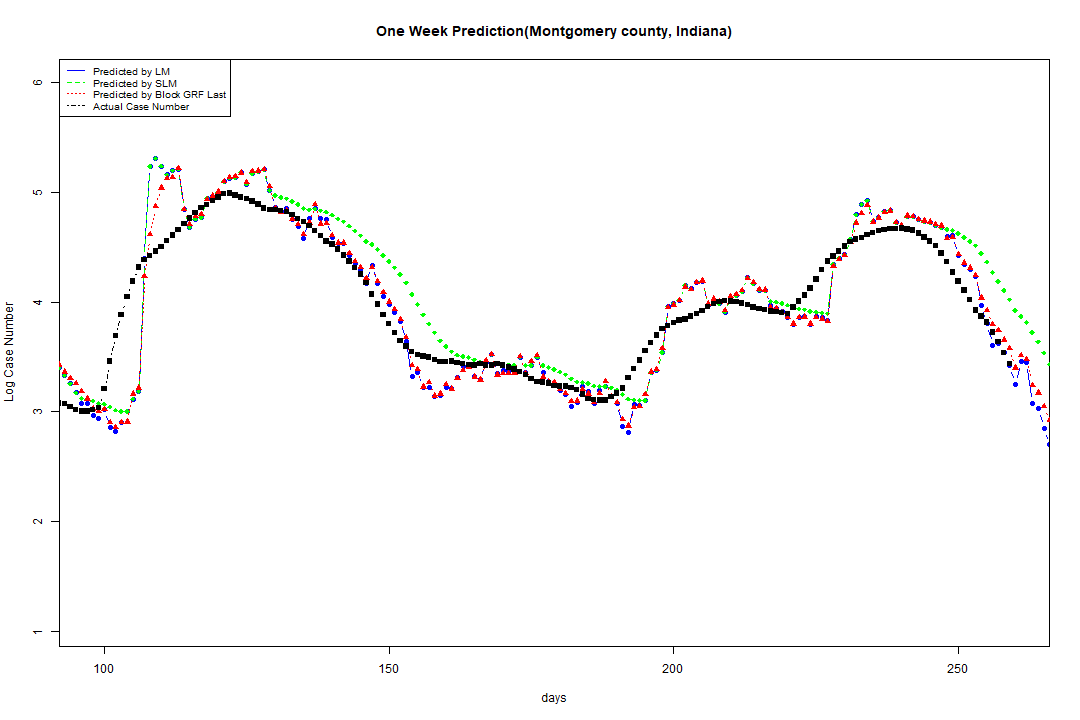 One Week Prediction(Montgomery county, Indiana)
Predicted by LM
Predicted by SLM
Predicted by Block GRF Last
Actual Case Number
Log Case Number
6
5
4
3
2
1
100 150 200 250
days